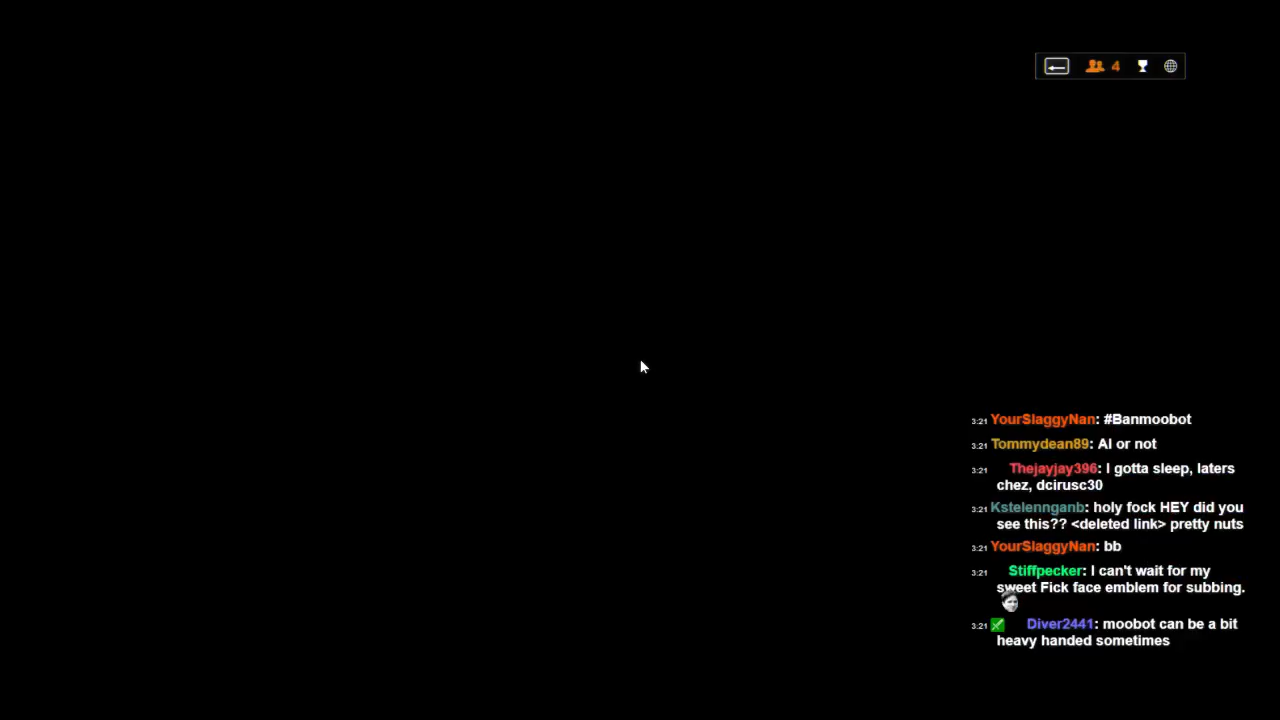 4
3:21 YourSlaggyNan: #Banmoobot
3:21 Tommydean89: AI or not
3:21 Thejayjay396: I gotta sleep, laters
chez, dcirusc30
3:21 Kstelennganb: holy fock HEY did you
see this?? <deleted link> pretty nuts
3:21 YourSlaggyNan: bb
3:21 Stiffpecker: I can't wait for my
sweet Fick face emblem for subbing.
3:21 Diver2441: moobot can be a bit
heavy handed sometimes